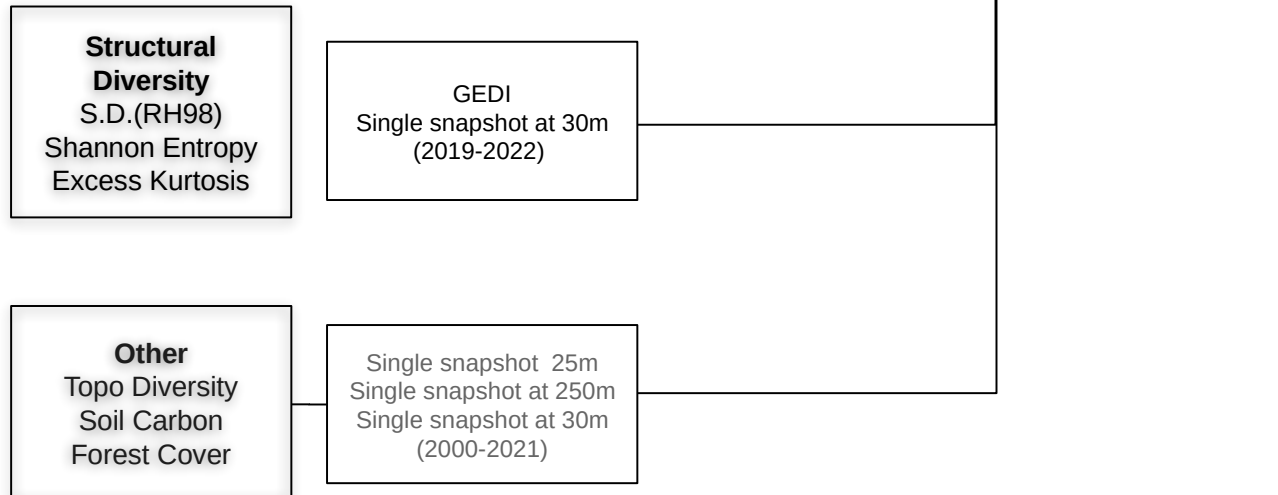 Structural
Diversity
S.D.(RH98)
Shannon Entropy
Excess Kurtosis
GEDI
Single snapshot at 30m
(2019-2022)
Other
Topo Diversity
Soil Carbon
Forest Cover
Single snapshot  25m
Single snapshot at 250m
Single snapshot at 30m
(2000-2021)